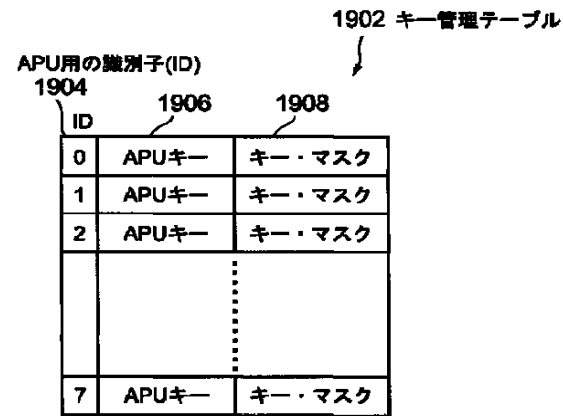 1902 キー管理テーブル
APU用の識別子(ID)
1904
1906
1908
ID
0 APUキー キー・マスク
1 APUキー キー・マスク
2 APUキー キー・マスク
7 APUキー キー・マスク